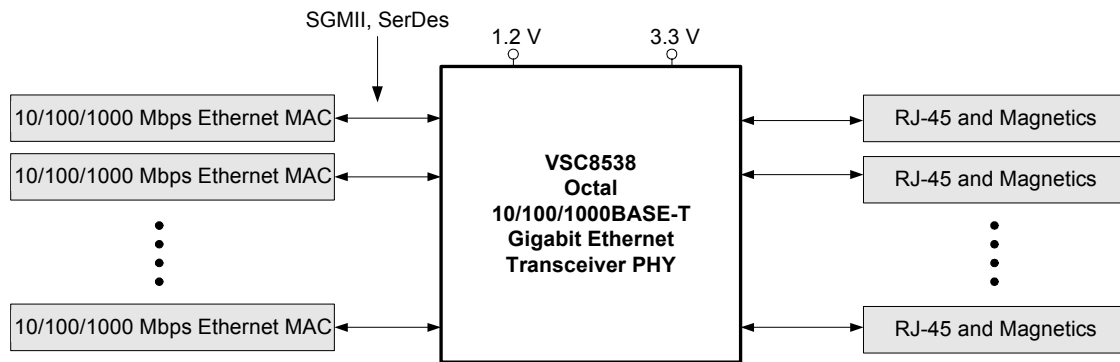 SGMII, SerDes
1.2 V
3.3 V
10/100/1000 Mbps Ethernet MAC
RJ-45 and Magnetics
10/100/1000 Mbps Ethernet MAC
RJ-45 and Magnetics
VSC8538
Octal
10/100/1000BASE-T
Gigabit Ethernet
Transceiver PHY
10/100/1000 Mbps Ethernet MAC
RJ-45 and Magnetics